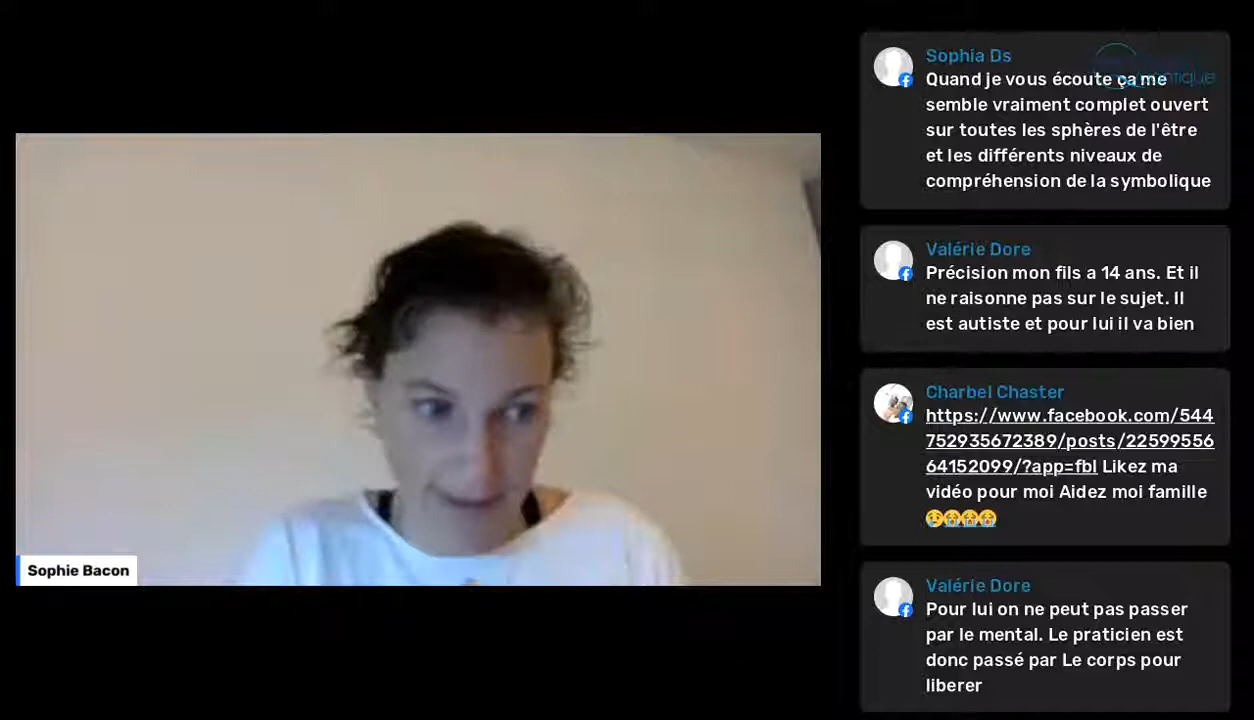 Sophia Ds
Quand je vous écoute ça me
semble vraiment complet ouvert
sur toutes les sphères de l'être
et les différents niveaux de
compréhension de la symbolique
Valérie Dore
Précision mon fils a 14 ans. Et il
ne raisonne pas sur le sujet. Il
est autiste et pour lui il va bien
Charbel Chaster
https://www.facebook.com/544
752935672389/posts/22599556
64152099/?app=fbl Likez ma
vidéo pour moi Aidez moi famille
😢😭😭😭
Valérie Dore
Pour lui on ne peut pas passer
par le mental. Le praticien est
donc passé par Le corps pour
liberer
Sophie Bacon